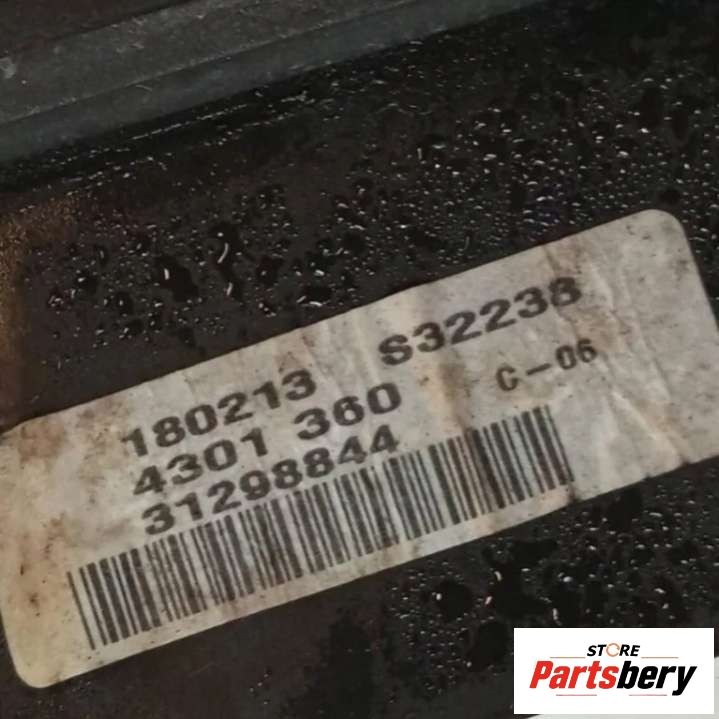 180213 S32238
4301 360 C-06
31298844
STORE
Partsbery